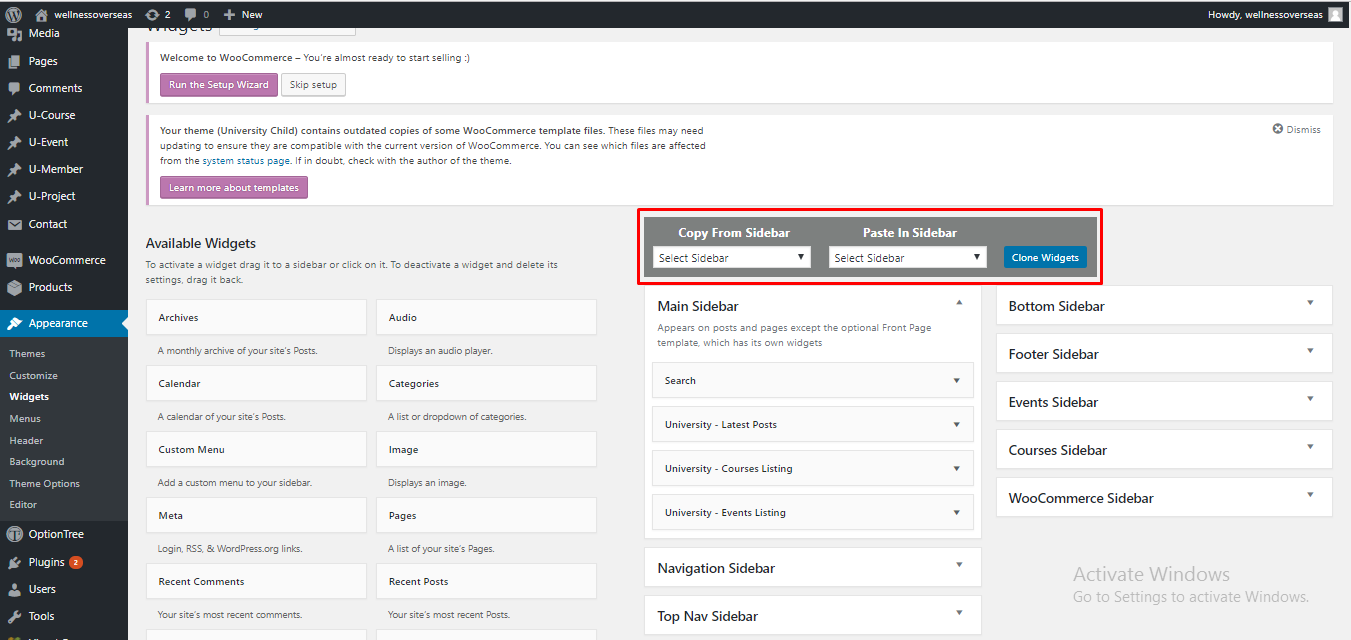 wellnessoverseas 2 0 New
Howdy, wellnessoverseas
Media
Pages
Comments
U-Course
U-Event
U-Member
U-Project
Contact
WooCommerce
Products
Appearance
Themes
Customize
Widgets
Menus
Header
Background
Theme Options
Editor
OptionTree
Plugins 2
Users
Tools
Widgets
Welcome to WooCommerce – You're almost ready to start selling :)
Run the Setup Wizard Skip setup
Your theme (University Child) contains outdated copies of some WooCommerce template files. These files may need
updating to ensure they are compatible with the current version of WooCommerce. You can see which files are affected
from the system status page. If in doubt, check with the author of the theme.
Dismiss
Learn more about templates
Copy From Sidebar Paste In Sidebar
Select Sidebar Select Sidebar Clone Widgets
Available Widgets
To activate a widget drag it to a sidebar or click on it. To deactivate a widget and delete its
settings, drag it back.
Archives Audio
A monthly archive of your site's Posts. Displays an audio player.
Calendar Categories
A calendar of your site's Posts. A list or dropdown of categories.
Custom Menu Image
Add a custom menu to your sidebar. Displays an image.
Meta Pages
Login, RSS, & WordPress.org links. A list of your site's Pages.
Recent Comments Recent Posts
Your site's most recent comments. Your site's most recent Posts.
Main Sidebar
Appears on posts and pages except the optional Front Page
template, which has its own widgets
Search
University - Latest Posts
University - Courses Listing
University - Events Listing
Navigation Sidebar
Top Nav Sidebar
Bottom Sidebar
Footer Sidebar
Events Sidebar
Courses Sidebar
WooCommerce Sidebar
Activate Windows
Go to Settings to activate Windows.